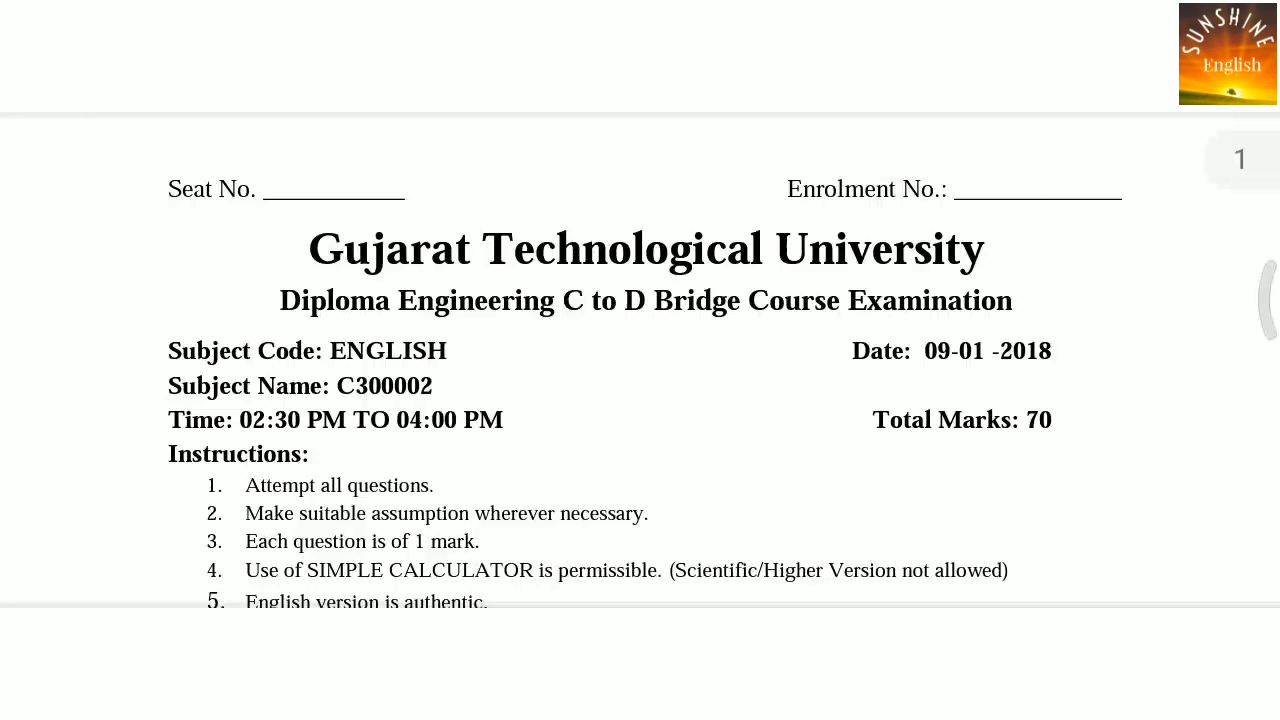 SUNSHINE
English
1
Seat No. ___________ Enrolment No.: _____________
Gujarat Technological University
Diploma Engineering C to D Bridge Course Examination
Subject Code: ENGLISH Date: 09-01 -2018
Subject Name: C300002
Time: 02:30 PM TO 04:00 PM Total Marks: 70
Instructions:
1. Attempt all questions.
2. Make suitable assumption wherever necessary.
3. Each question is of 1 mark.
4. Use of SIMPLE CALCULATOR is permissible. (Scientific/Higher Version not allowed)
5. English version is authentic.